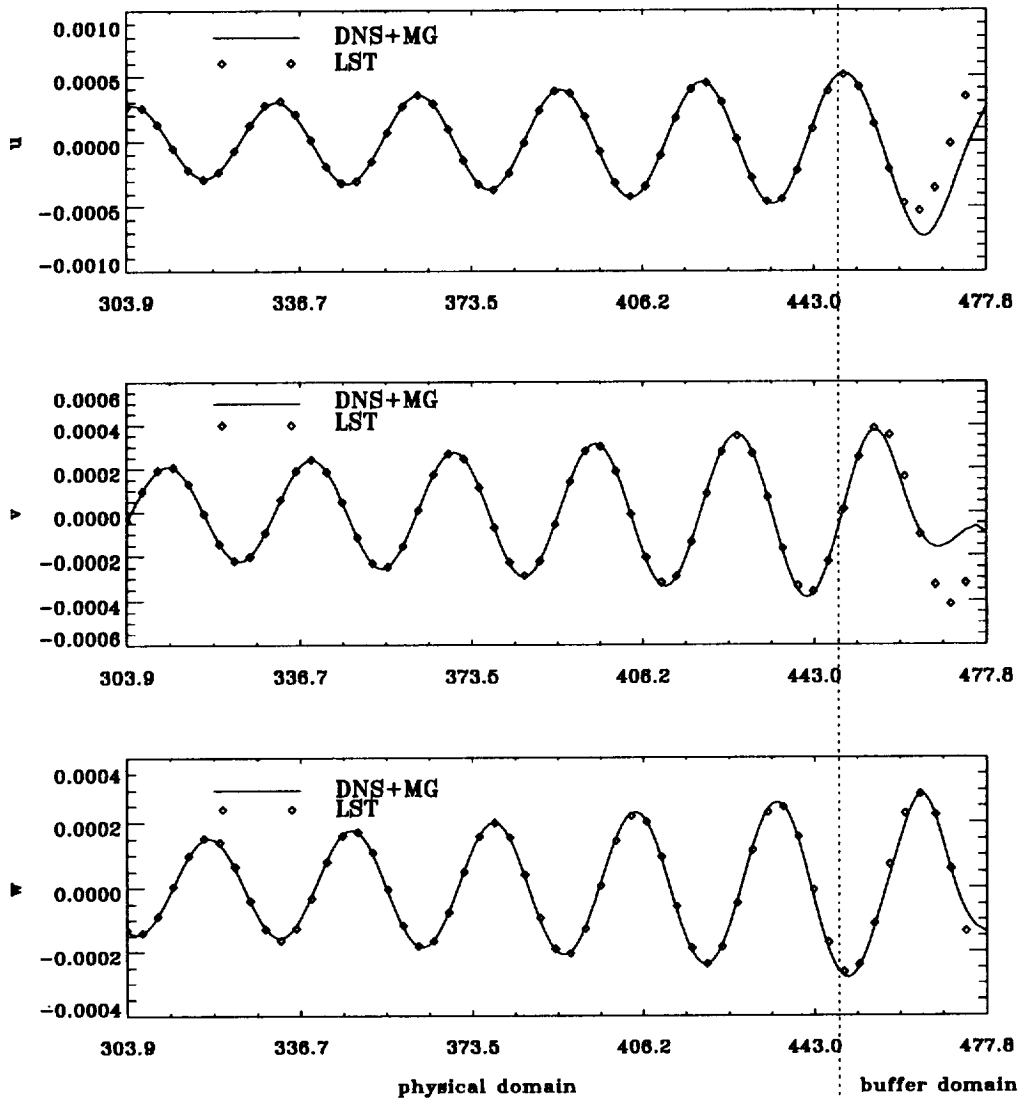 0.0010
0.0005
0.0000
−0.0005
−0.0010
u
DNS+MG
LST
303.9 336.7 373.5 406.2 443.0 477.8
0.0006
0.0004
0.0002
0.0000
−0.0002
−0.0004
−0.0006
v
DNS+MG
LST
303.9 336.7 373.5 406.2 443.0 477.8
0.0004
0.0002
0.0000
−0.0002
−0.0004
w
DNS+MG
LST
303.9 336.7 373.5 406.2 443.0 477.8
physical domain buffer domain